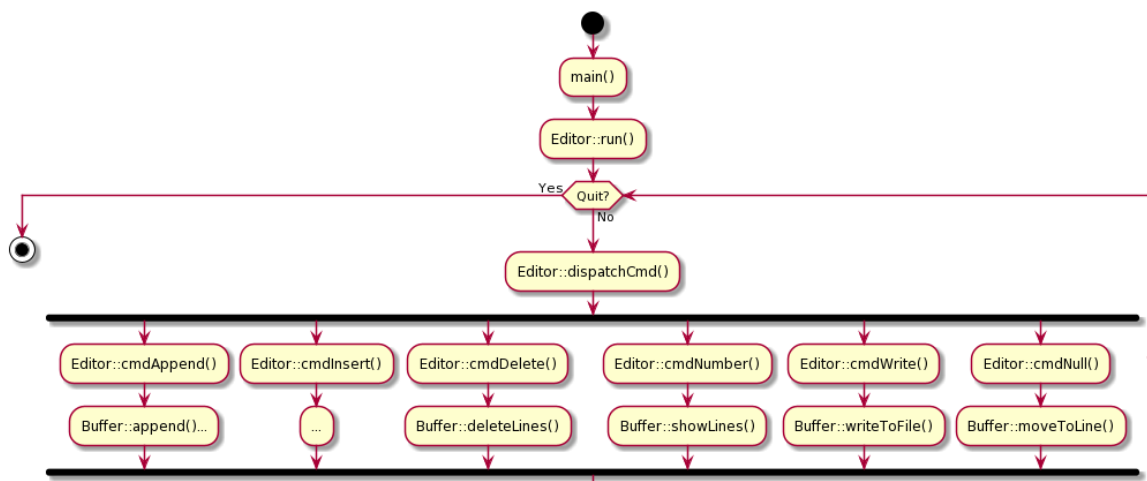 main()
Editor::run()
Yes
Quit?
No
Editor::dispatchCmd()
Editor::cmdAppend()
Editor::cmdInsert()
Editor::cmdDelete()
Editor::cmdNumber()
Editor::cmdWrite()
Editor::cmdNull()
Buffer::append()...
...
Buffer::deleteLines()
Buffer::showLines()
Buffer::writeToFile()
Buffer::moveToLine()